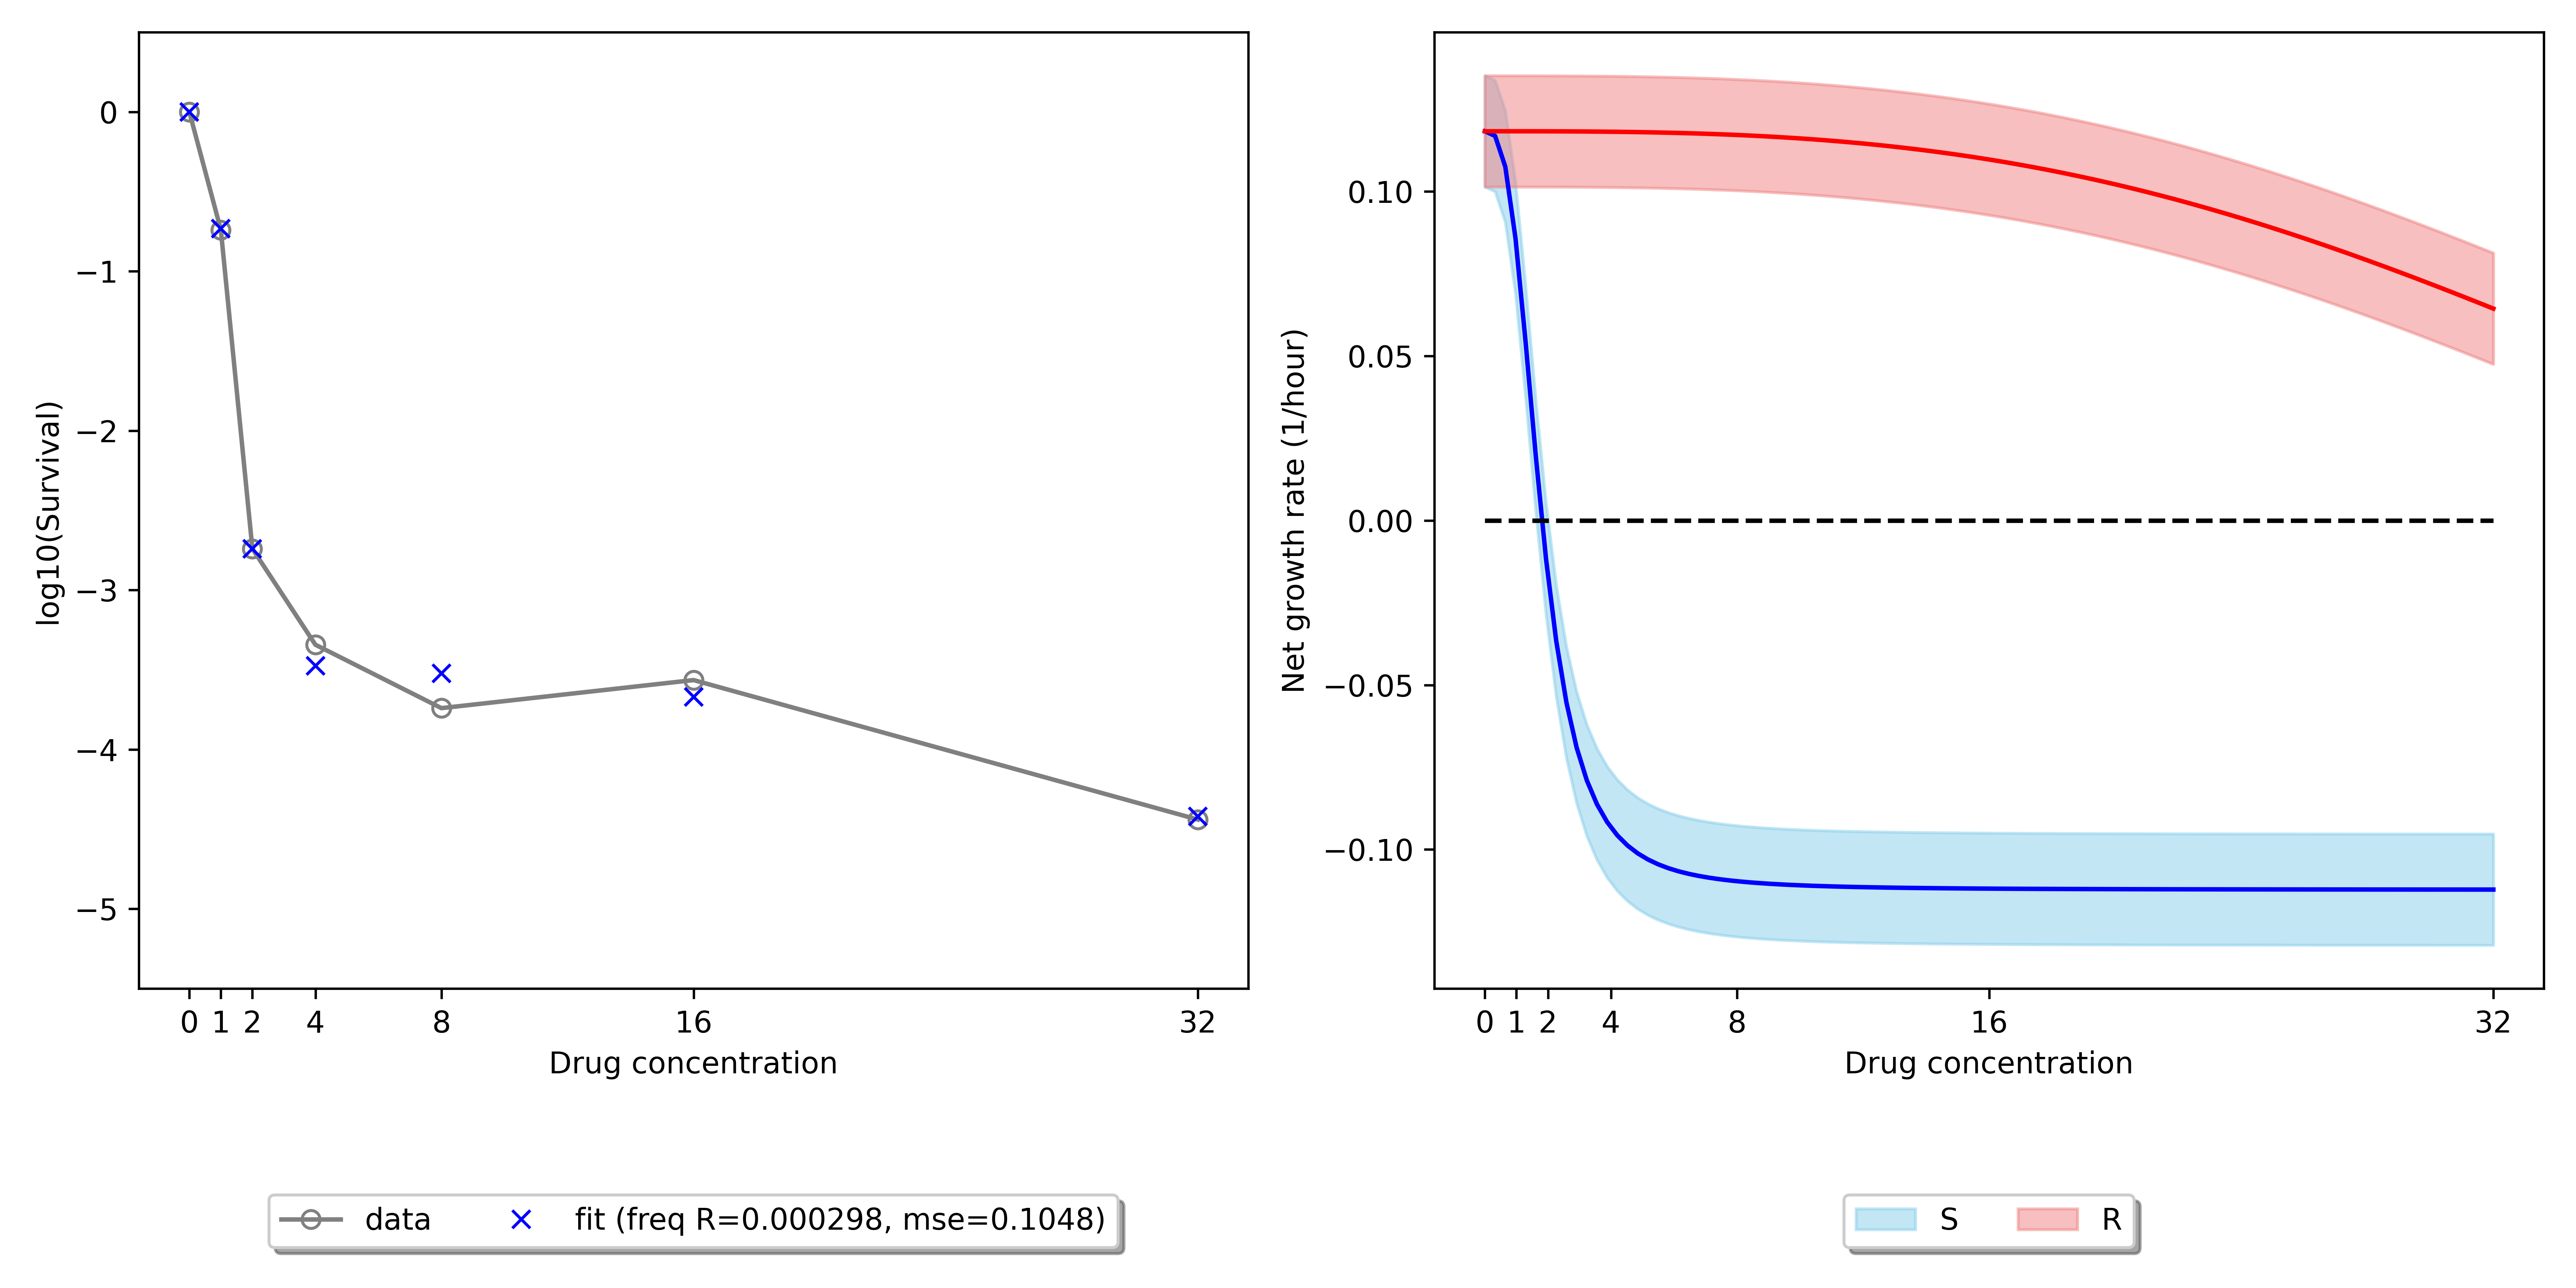 log10(Survival)
0
−1
−2
−3
−4
−5
0 1 2 4 8 16 32
Drug concentration
data fit (freq R=0.000298, mse=0.1048)
Net growth rate (1/hour)
0.10
0.05
0.00
−0.05
−0.10
0 1 2 4 8 16 32
Drug concentration
S R